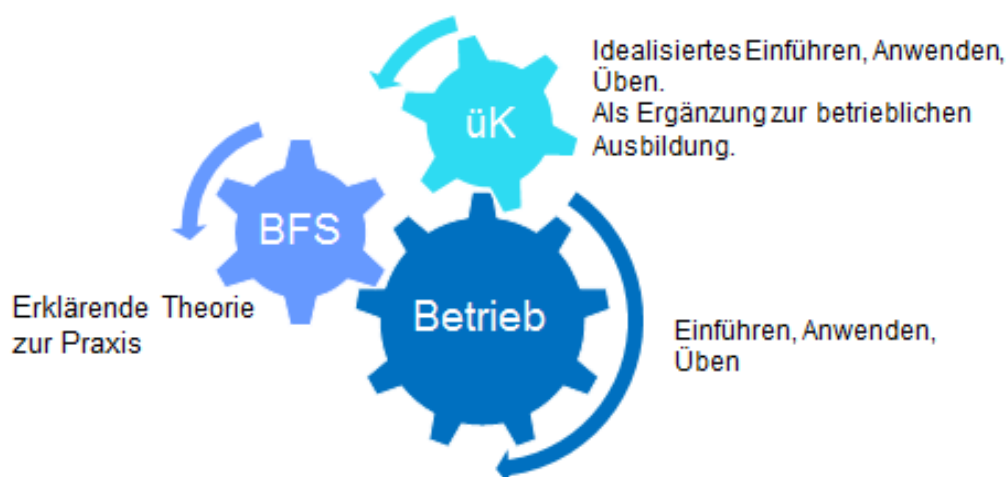 Idealisiertes Einführen, Anwenden,
Üben.
Als Ergänzung zur betrieblichen
Ausbildung.
üK
BFS
Erklärende Theorie
zur Praxis
Betrieb
Einführen, Anwenden,
Üben